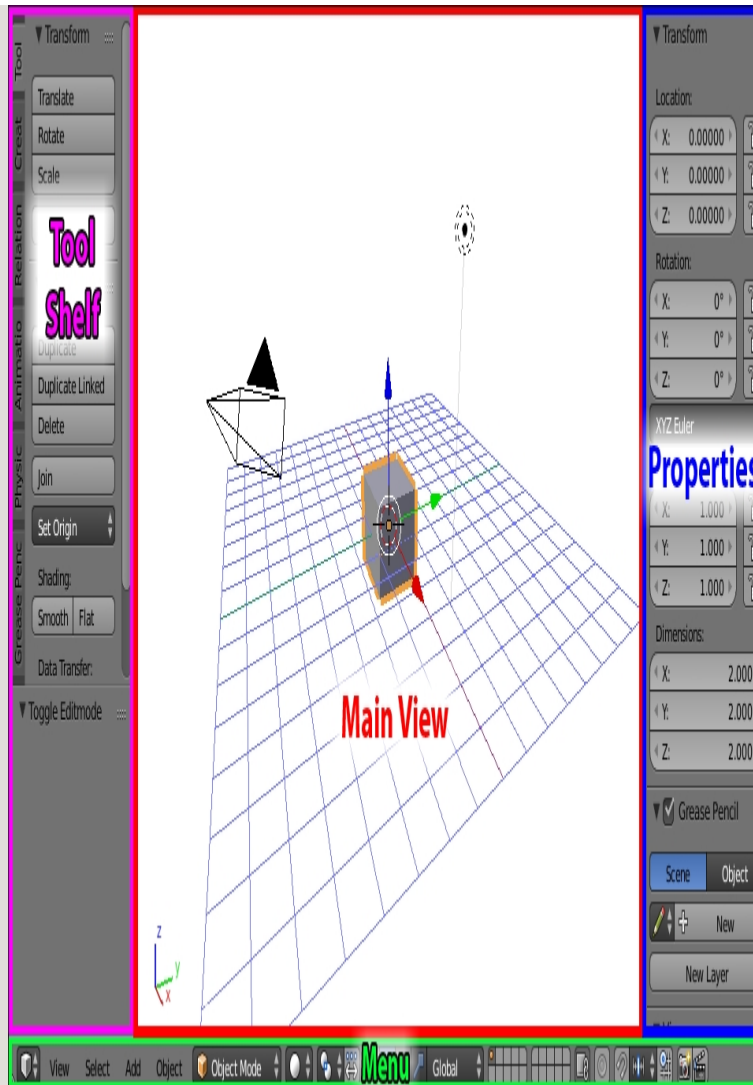 Tool
Creat
Relation
Animatio
Physic
Grease Penc
Transform
Translate
Rotate
Scale
Tool
Shelf
Duplicate
Duplicate Linked
Delete
Join
Set Origin
Shading:
Smooth Flat
Data Transfer:
Toggle Editmode
Main View
z
y
x
Transform
Location:
X: 0.00000
Y: 0.00000
Z: 0.00000
Rotation:
X: 0°
Y: 0°
Z: 0°
XYZ Euler
Properties
X: 1.000
Y: 1.000
Z: 1.000
Dimensions:
X: 2.000
Y: 2.000
Z: 2.000
Grease Pencil
Scene Object
New
New Layer
View Select Add Object Object Mode Menu Global